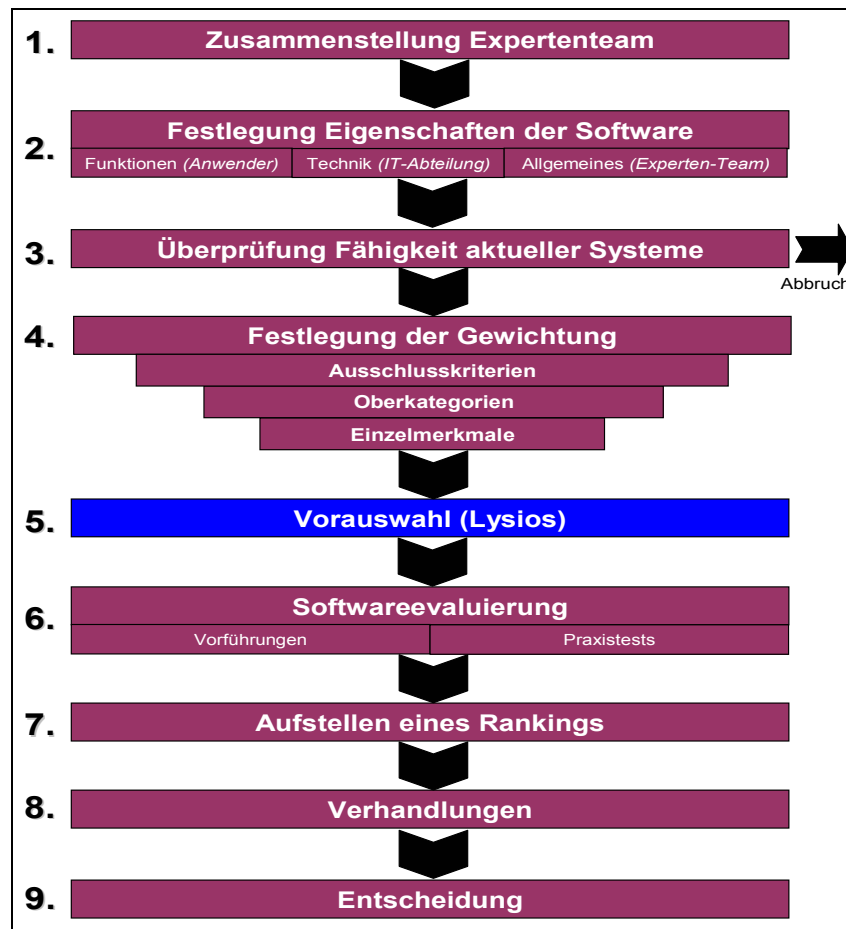 1. Zusammenstellung Expertenteam
2. Festlegung Eigenschaften der Software
Funktionen (Anwender) Technik (IT-Abteilung) Allgemeines (Experten-Team)
3. Überprüfung Fähigkeit aktueller Systeme
Abbruch
4. Festlegung der Gewichtung
Ausschlusskriterien
Oberkategorien
Einzelmerkmale
5. Vorauswahl (Lysios)
6. Softwareevaluierung
Vorführungen Praxistests
7. Aufstellen eines Rankings
8. Verhandlungen
9. Entscheidung